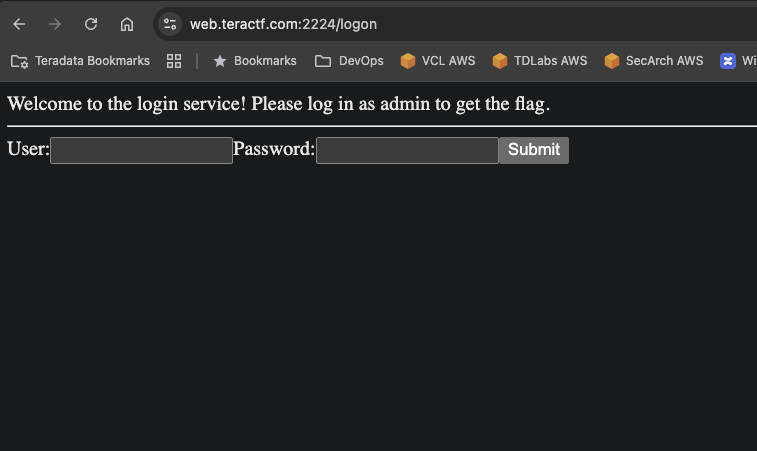 web.teractf.com:2224/logon
Teradata Bookmarks Bookmarks DevOps VCL AWS TDLabs AWS SecArch AWS Wi
Welcome to the login service! Please log in as admin to get the flag.
User: Password: Submit